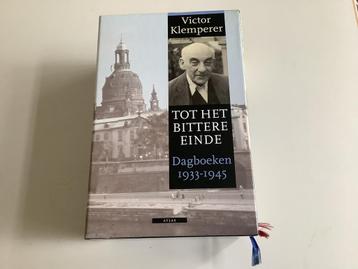 Victor
Klemperer
TOT HET
BITTERE
EINDE
Dagboeken
1933-1945
ATLAS